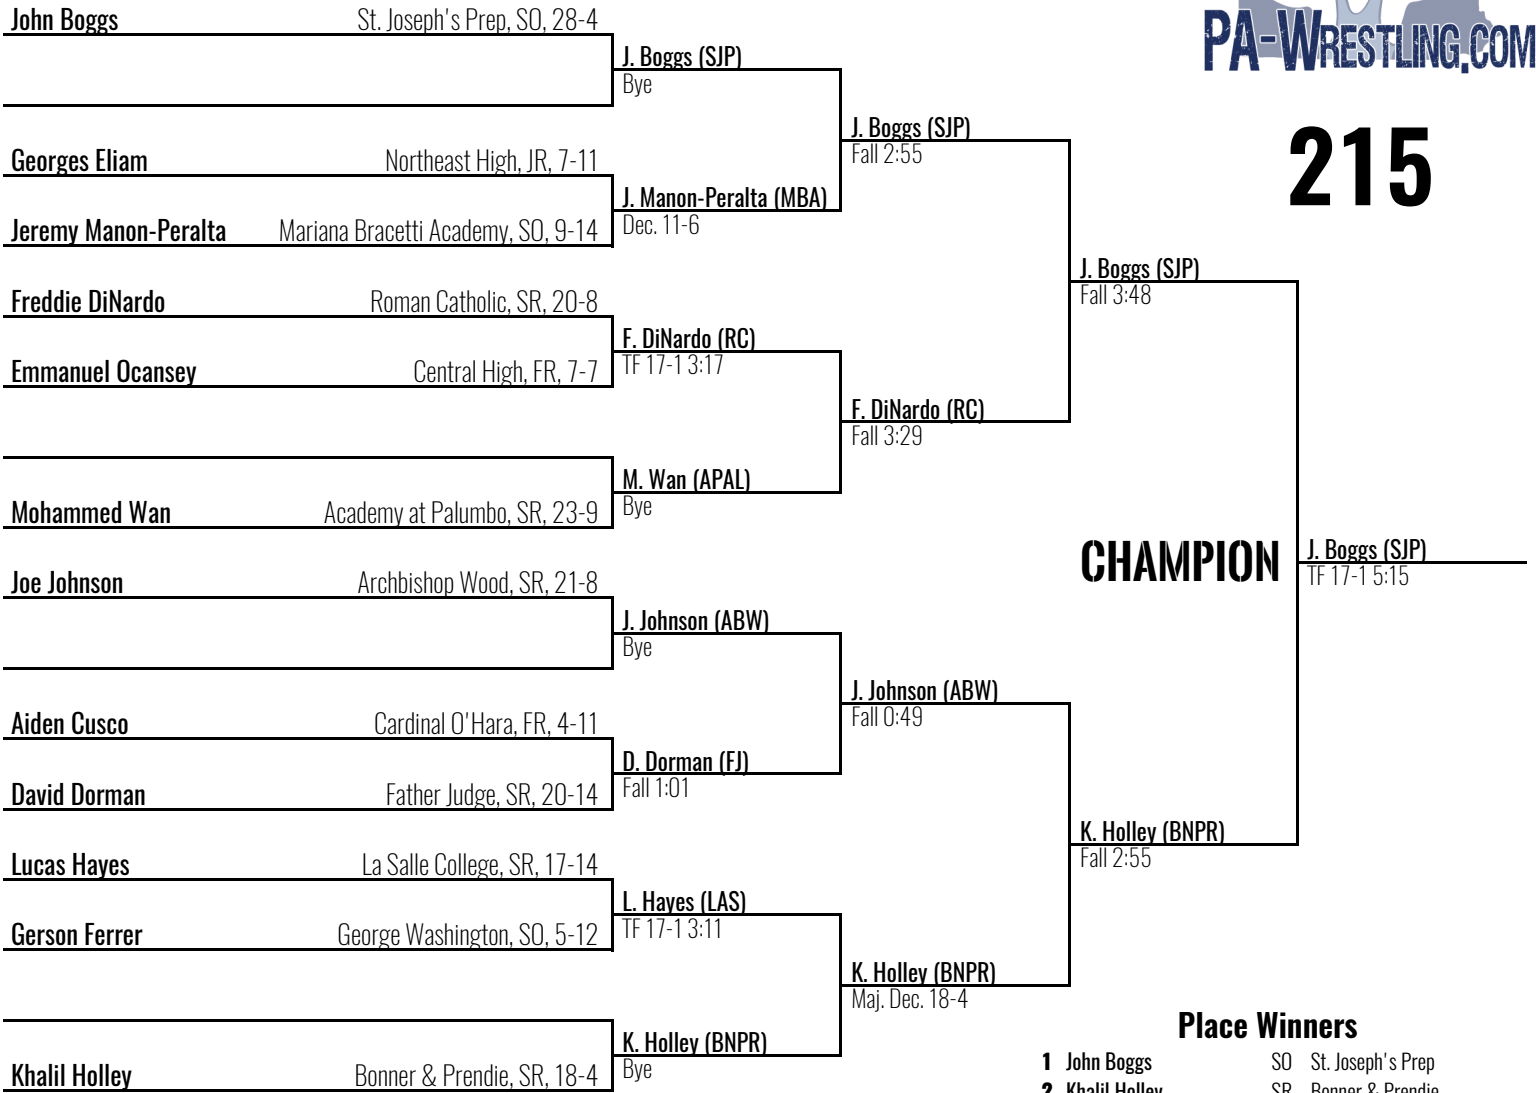 John Boggs St. Joseph's Prep, SO, 28-4
J. Boggs (SJP)
Bye
Georges Eliam Northeast High, JR, 7-11
J. Manon-Peralta (MBA)
Dec. 11-6
Jeremy Manon-Peralta Mariana Bracetti Academy, SO, 9-14
J. Boggs (SJP)
Fall 2:55
Freddie DiNardo Roman Catholic, SR, 20-8
F. DiNardo (RC)
TF 17-1 3:17
Emmanuel Ocansey Central High, FR, 7-7
F. DiNardo (RC)
Fall 3:29
M. Wan (APAL)
Bye
Mohammed Wan Academy at Palumbo, SR, 23-9
J. Boggs (SJP)
Fall 3:48
Joe Johnson Archbishop Wood, SR, 21-8
J. Johnson (ABW)
Bye
J. Johnson (ABW)
Fall 0:49
Aiden Cusco Cardinal O'Hara, FR, 4-11
D. Dorman (FJ)
Fall 1:01
David Dorman Father Judge, SR, 20-14
K. Holley (BNPR)
Fall 2:55
Lucas Hayes La Salle College, SR, 17-14
L. Hayes (LAS)
TF 17-1 3:11
Gerson Ferrer George Washington, SO, 5-12
K. Holley (BNPR)
Maj. Dec. 18-4
K. Holley (BNPR)
Bye
Khalil Holley Bonner & Prendie, SR, 18-4
PA-WRESTLING.COM
215
CHAMPION
J. Boggs (SJP)
TF 17-1 5:15
Place Winners
1 John Boggs SO St. Joseph's Prep
2 Khalil Holley SR Bonner & Prendie